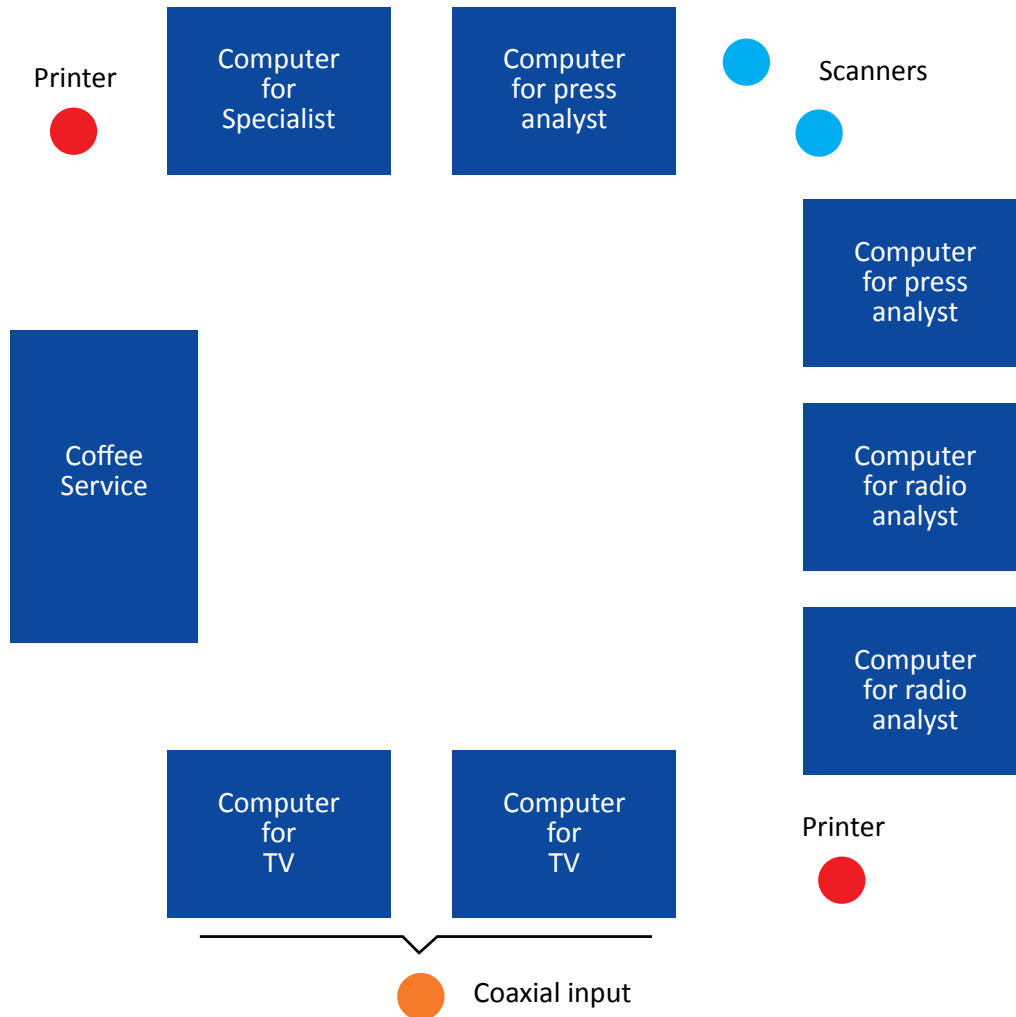 Printer
Computer
for
Specialist
Computer
for press
analyst
Scanners
Computer
for press
analyst
Coffee
Service
Computer
for radio
analyst
Computer
for radio
analyst
Computer
for
TV
Computer
for
TV
Printer
Coaxial input